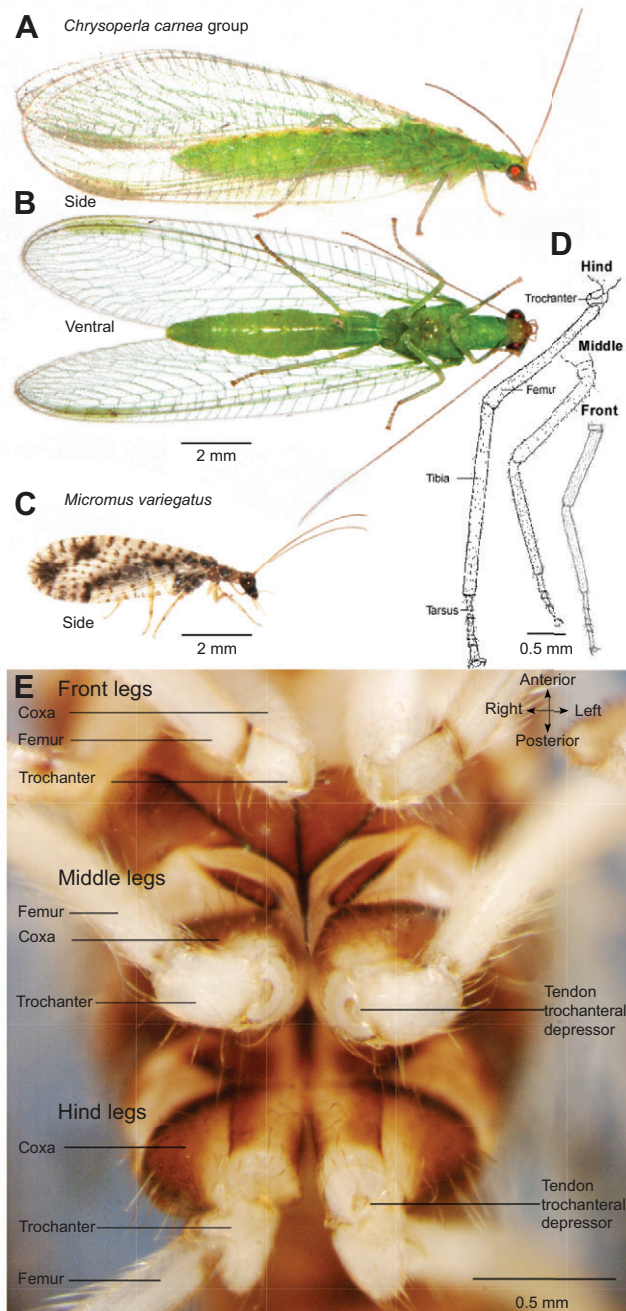 A
Chrysoperla carnea group
Side
B
Ventral
2 mm
C
Micromus variegatus
Side
2 mm
D
Hind
Trochanter
Middle
Femur
Front
Tibia
Tarsus
0.5 mm
E
Front legs
Coxa
Femur
Trochanter
Anterior
Right
Left
Posterior
Middle legs
Femur
Coxa
Trochanter
Tendon
trochanteral
depressor
Hind legs
Coxa
Trochanter
Femur
Tendon
trochanteral
depressor
0.5 mm